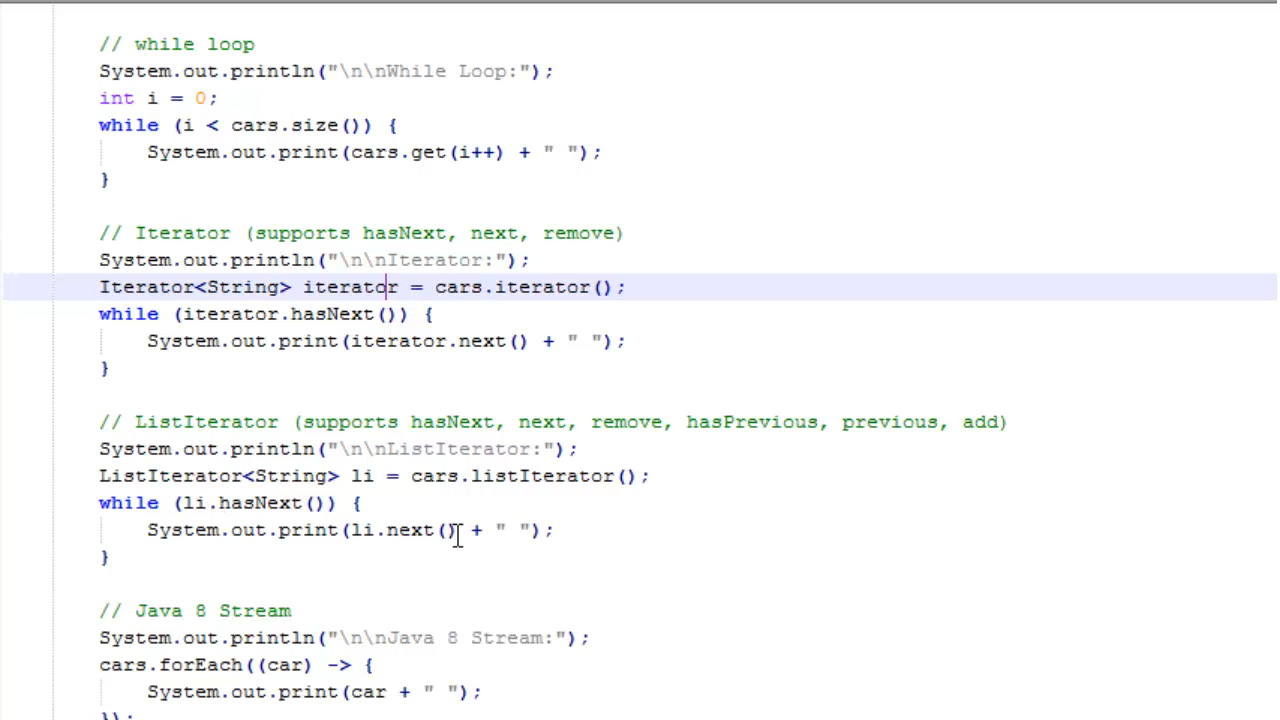 // while loop
System.out.println("\n\nWhile Loop:");
int i = 0;
while (i < cars.size()) {
System.out.print(cars.get(i++) + " ");
}
// Iterator (supports hasNext, next, remove)
System.out.println("\n\nIterator:");
Iterator<String> iterator = cars.iterator();
while (iterator.hasNext()) {
System.out.print(iterator.next() + " ");
}
// ListIterator (supports hasNext, next, remove, hasPrevious, previous, add)
System.out.println("\n\nListIterator:");
ListIterator<String> li = cars.listIterator();
while (li.hasNext()) {
System.out.print(li.next() + " ");
}
// Java 8 Stream
System.out.println("\n\nJava 8 Stream:");
cars.forEach((car) -> {
System.out.print(car + " ");
});